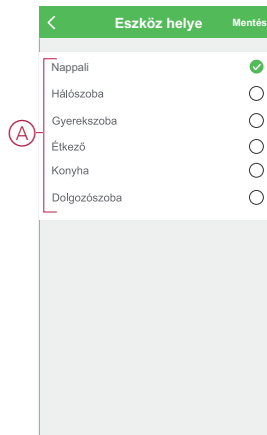 Eszköz helye Mentés
Nappali
Hálószoba
Gyerekszoba
A
Étkező
Konyha
Dolgozószoba